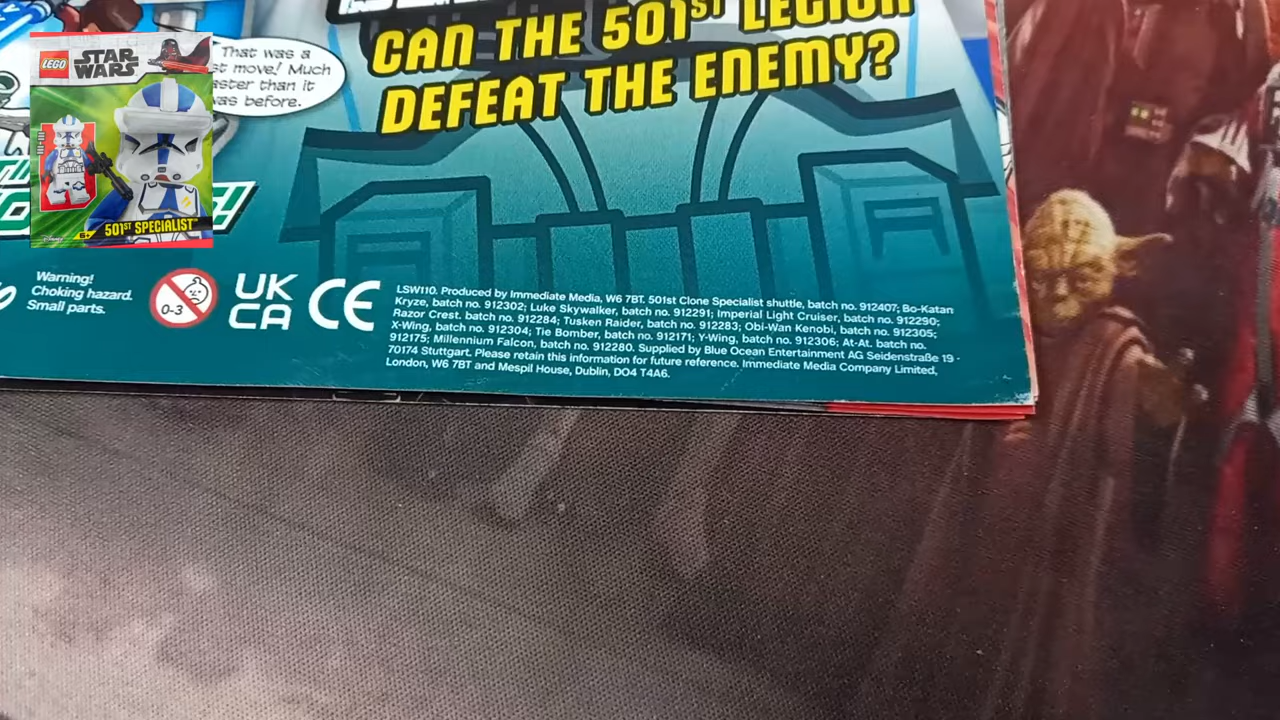 CAN THE 501ST LEGION
DEFEAT THE ENEMY?
That was a
move! Much
than it
was before.
LEGO STAR WARS
6+ 501ST SPECIALIST™
Warning!
Choking hazard.
Small parts.
0-3
UK
CA
CE
LSW110. Produced by Immediate Media, W6 7BT. 501st Clone Specialist shuttle, batch no. 912407; Bo-Katan
Kryze, batch no. 912302; Luke Skywalker, batch no. 912291; Imperial Light Cruiser, batch no. 912290;
Razor Crest. batch no. 912284; Tusken Raider, batch no. 912283; Obi-Wan Kenobi, batch no. 912305;
X-Wing, batch no. 912304; Tie Bomber, batch no. 912171; Y-Wing, batch no. 912306; At-At. batch no.
912175; Millennium Falcon, batch no. 912280. Supplied by Blue Ocean Entertainment AG Seidenstraße 19 ·
70174 Stuttgart. Please retain this information for future reference. Immediate Media Company Limited,
London, W6 7BT and Mespil House, Dublin, DO4 T4A6.